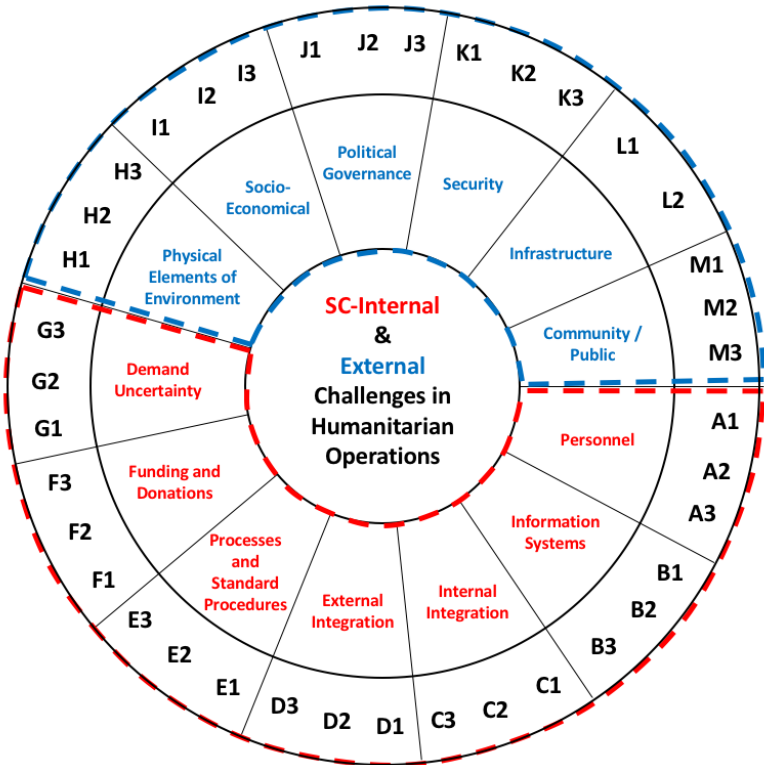 SC-Internal
&
External
Challenges in
Humanitarian
Operations
Physical
Elements of
Environment
H1
H2
H3
Socio-
Economical
I1
I2
I3
Political
Governance
J1
J2
J3
Security
K1
K2
K3
Infrastructure
L1
L2
Community /
Public
M1
M2
M3
Personnel
A1
A2
A3
Information
Systems
B1
B2
B3
Internal
Integration
C1
C2
C3
External
Integration
D1
D2
D3
Processes
and
Standard
Procedures
E1
E2
E3
Funding and
Donations
F1
F2
F3
Demand
Uncertainty
G1
G2
G3